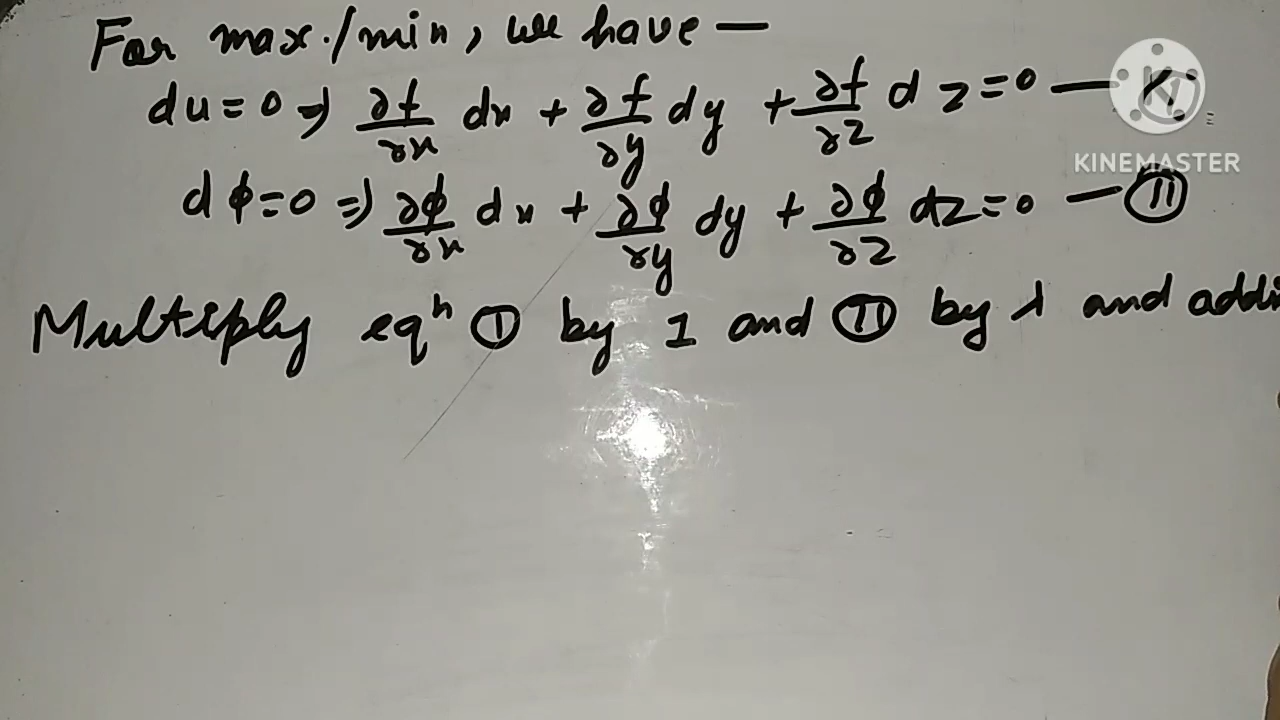 For max./min, we have —
du=0 ⇒ ∂f/∂x dx + ∂f/∂y dy + ∂f/∂z dz=0 —
KINEMASTER
dϕ=0 ⇒ ∂ϕ/∂x dx + ∂ϕ/∂y dy + ∂ϕ/∂z dz=0 — Ⅱ
Multiply eqⁿ Ⅰ by 1 and Ⅱ by λ and addi